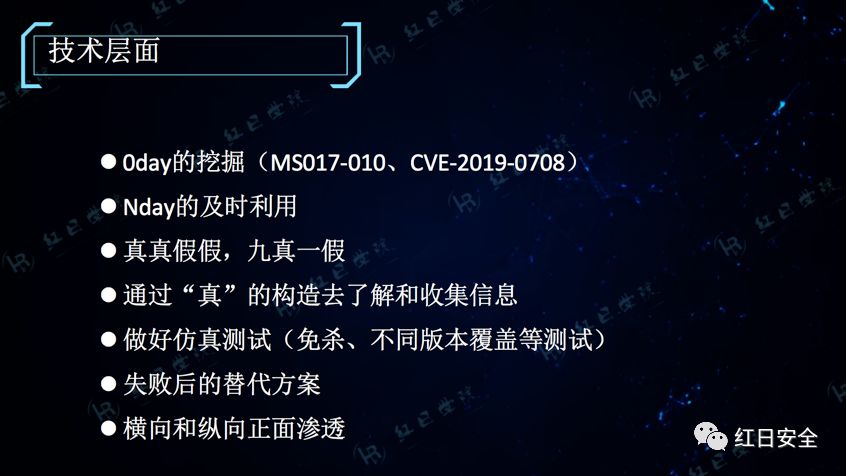 技术层面
● 0day的挖掘（MS017-010、CVE-2019-0708）
● Nday的及时利用
● 真真假假，九真一假
● 通过“真”的构造去了解和收集信息
● 做好仿真测试（免杀、不同版本覆盖等测试）
● 失败后的替代方案
● 横向和纵向正面渗透
红日安全